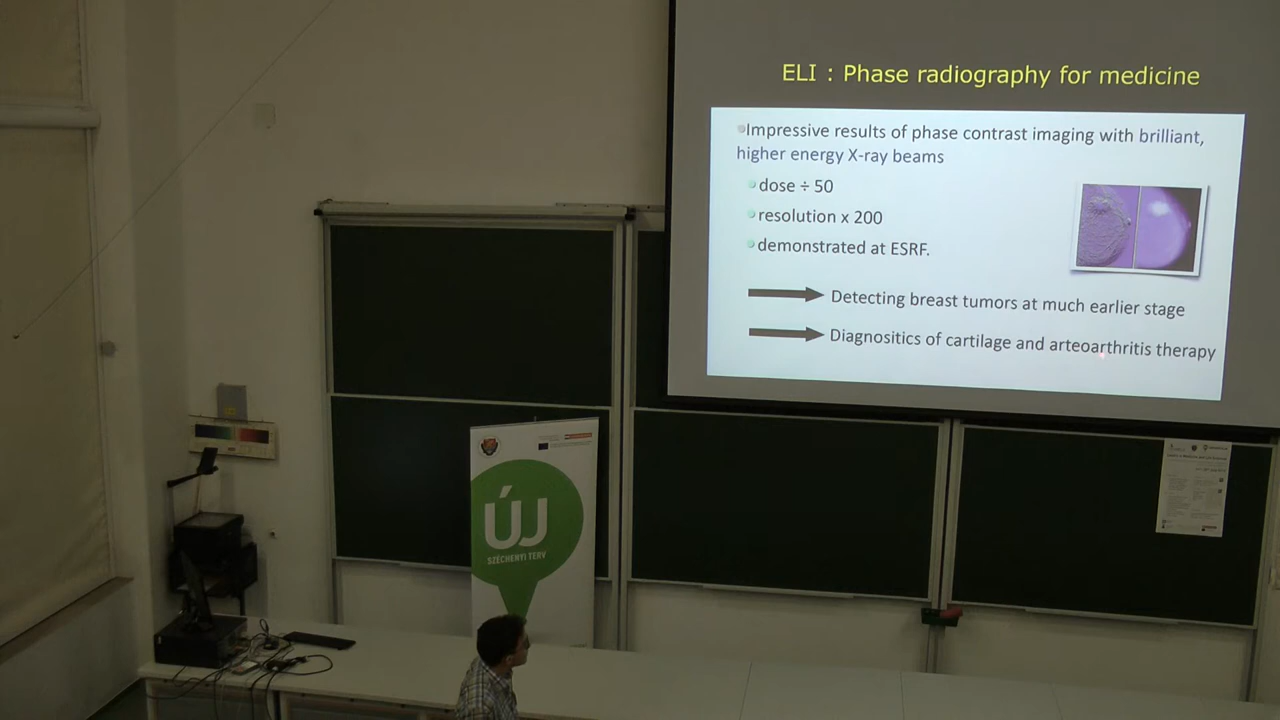 ELI : Phase radiography for medicine
Impressive results of phase contrast imaging with brilliant,
higher energy X-ray beams
dose ÷ 50
resolution x 200
demonstrated at ESRF.
Detecting breast tumors at much earlier stage
Diagnositics of cartilage and arteoarthritis therapy
ÚJ
SZÉCHENYI TERV